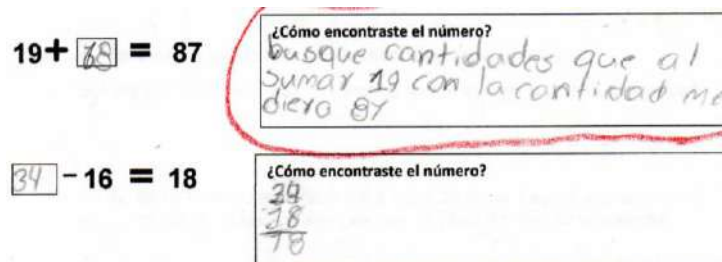 ¿Cómo encontraste el número?
19+ 68 = 87
busque cantidades que al
sumar 19 con la cantidad me
diera 87
34 - 16 = 18
¿Cómo encontraste el número?
34
18